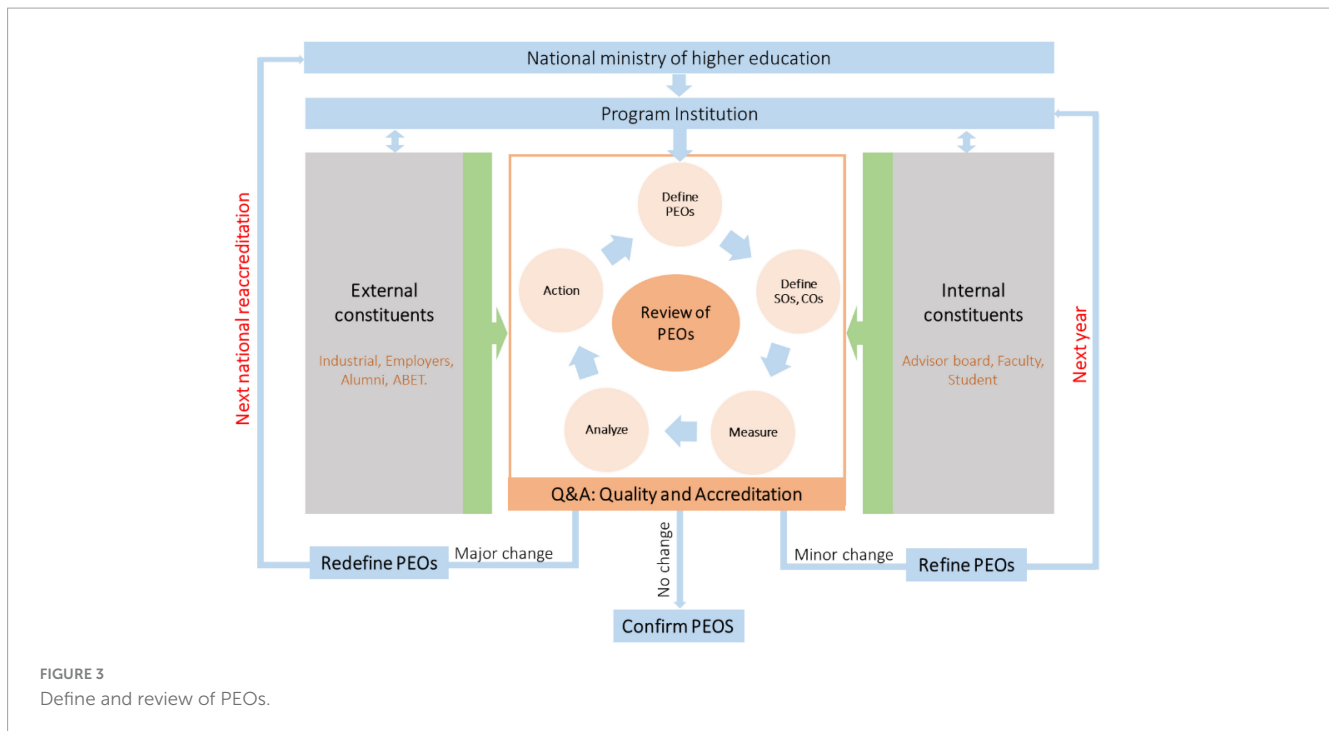 National ministry of higher education
Program Institution
Next national reaccreditation
External
constituents
Industrial, Employers,
Alumni, ABET.
Define
PEOs
Define
SOs, COs
Measure
Analyze
Action
Review of
PEOs
Q&A: Quality and Accreditation
Internal
constituents
Advisor board, Faculty,
Student
Next year
Redefine PEOs
Major change
No change
Minor change
Refine PEOs
Confirm PEOS
FIGURE 3
Define and review of PEOs.